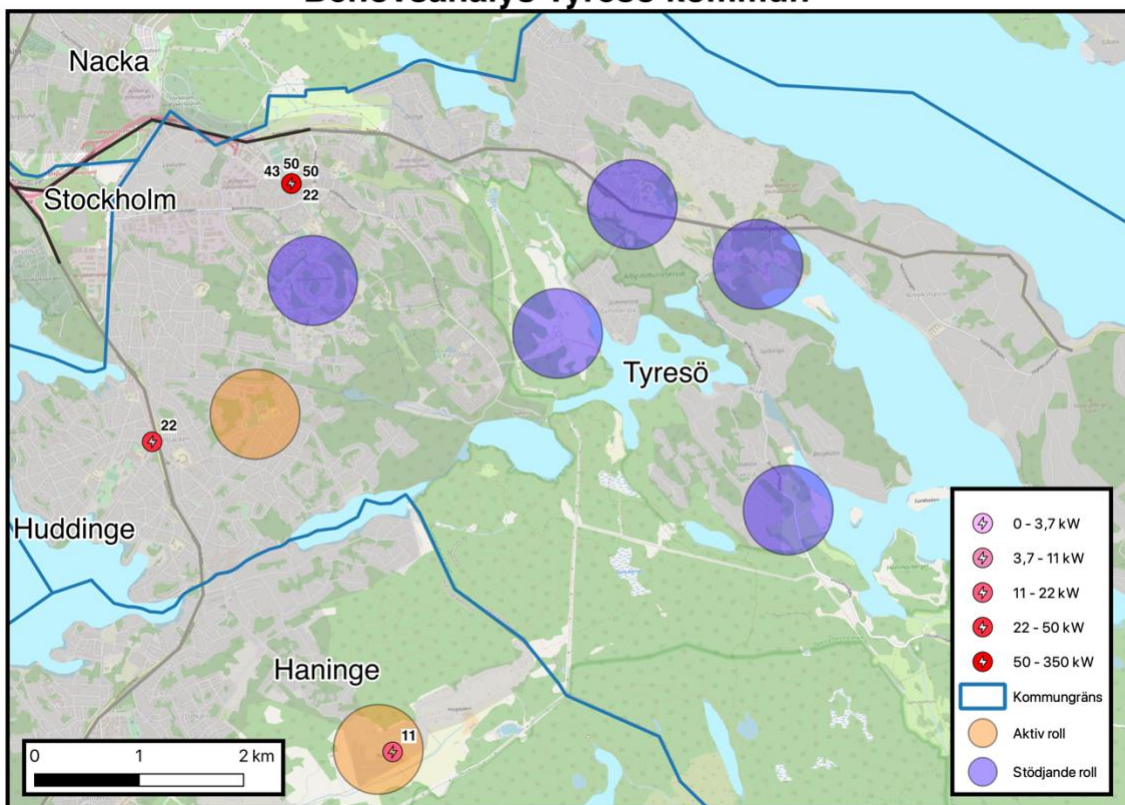 Behovsanalys Tyresö kommun
Nacka
Stockholm
43 50 50
22
Tyresö
22
Huddinge
Haninge
11
0 1 2 km
0 - 3,7 kW
3,7 - 11 kW
11 - 22 kW
22 - 50 kW
50 - 350 kW
Kommungräns
Aktiv roll
Stödjande roll